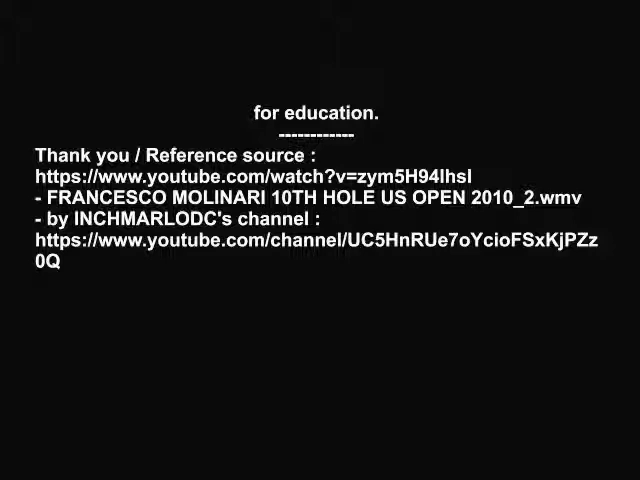 for education.
------------
Thank you / Reference source :
https://www.youtube.com/watch?v=zym5H94lhsI
- FRANCESCO MOLINARI 10TH HOLE US OPEN 2010_2.wmv
- by INCHMARLODC's channel :
https://www.youtube.com/channel/UC5HnRUe7oYcioFSxKjPZz
0Q